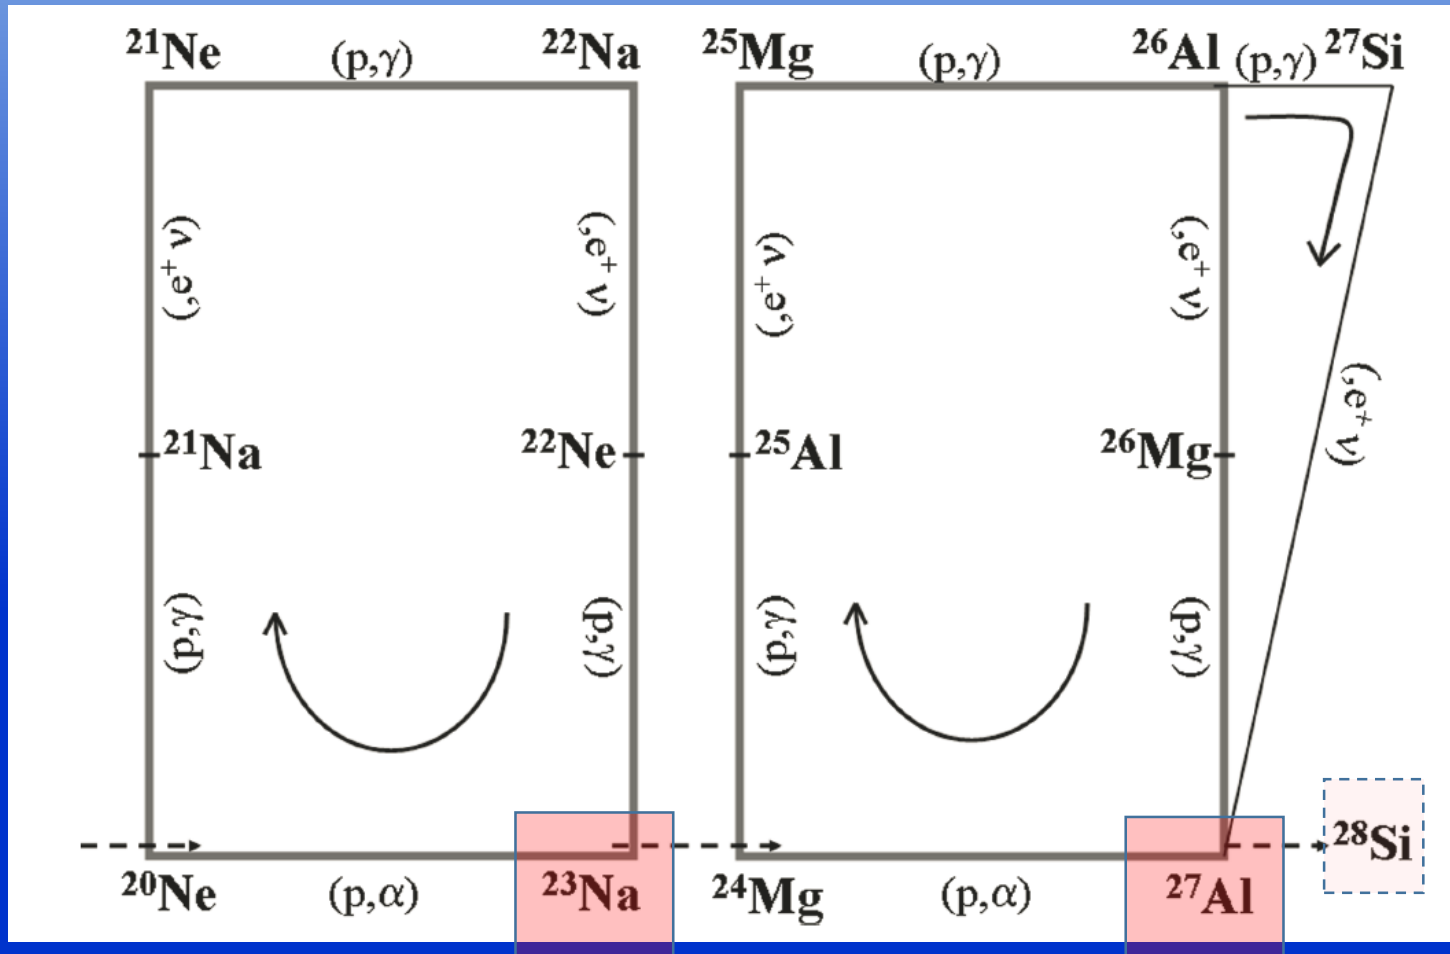 ²¹Ne (p,γ) ²²Na ²⁵Mg (p,γ) ²⁶Al (p,γ) ²⁷Si
(,e⁺ ν) (,e⁺ ν) (,e⁺ ν) (,e⁺ ν)
(,e⁺ ν)
²¹Na ²²Ne ²⁵Al ²⁶Mg
(p,γ) (p,γ) (p,γ) (p,γ)
²⁸Si
²⁰Ne (p,α) ²³Na ²⁴Mg (p,α) ²⁷Al